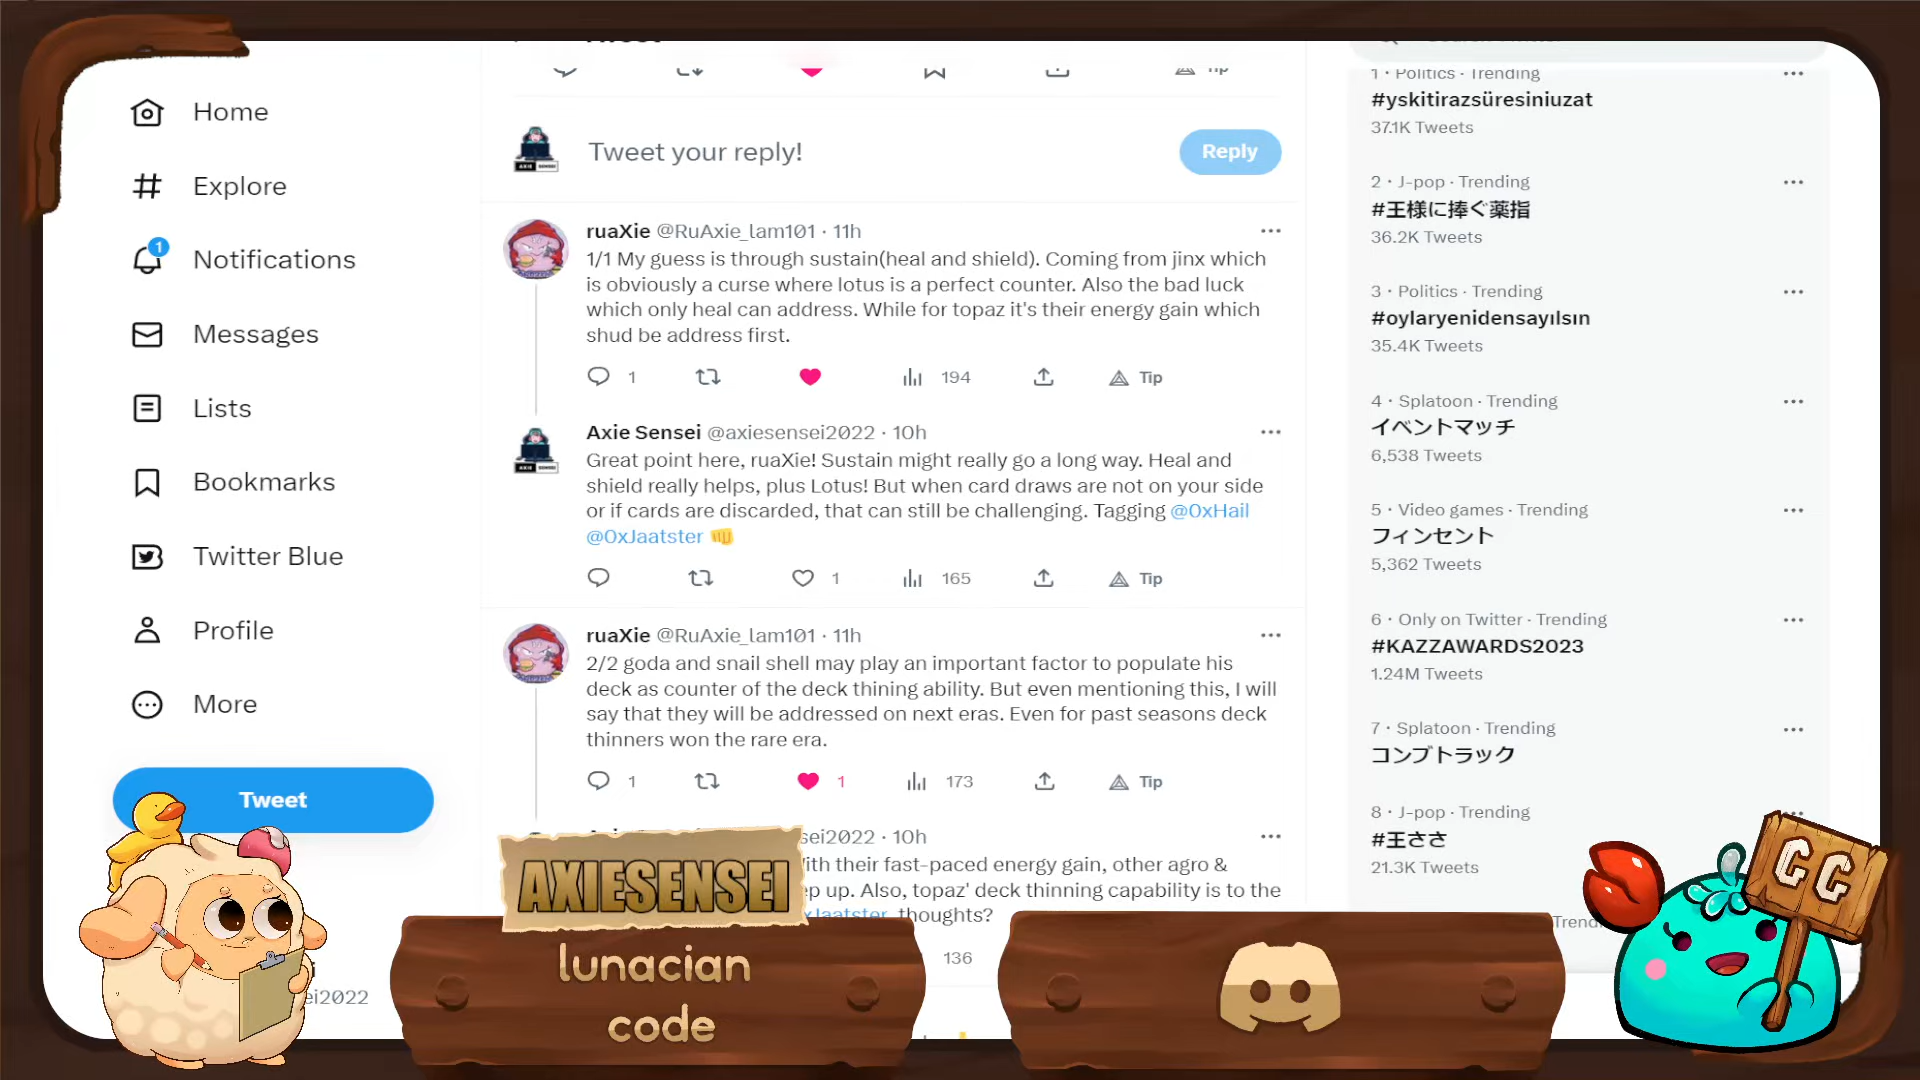 Home
Explore
1
Notifications
Messages
Lists
Bookmarks
Twitter Blue
Profile
More
Tweet
ei2022
Tip
Tweet your reply!
Reply
ruaXie @RuAxie_lam101 · 11h
1/1 My guess is through sustain(heal and shield). Coming from jinx which
is obviously a curse where lotus is a perfect counter. Also the bad luck
which only heal can address. While for topaz it's their energy gain which
shud be address first.
1 194 Tip
Axie Sensei @axiesensei2022 · 10h
Great point here, ruaXie! Sustain might really go a long way. Heal and
shield really helps, plus Lotus! But when card draws are not on your side
or if cards are discarded, that can still be challenging. Tagging @0xHail
@0xJaatster
1 165 Tip
ruaXie @RuAxie_lam101 · 11h
2/2 goda and snail shell may play an important factor to populate his
deck as counter of the deck thining ability. But even mentioning this, I will
say that they will be addressed on next eras. Even for past seasons deck
thinners won the rare era.
1 1 173 Tip
sei2022 · 10h
ith their fast-paced energy gain, other agro &
ep up. Also, topaz' deck thinning capability is to the
xJaatster thoughts?
136
1 · Politics · Trending
#yskitirazsüresiniuzat
37.1K Tweets
2 · J-pop · Trending
#王様に捧ぐ薬指
36.2K Tweets
3 · Politics · Trending
#oylaryenidensayılsın
35.4K Tweets
4 · Splatoon · Trending
イベントマッチ
6,538 Tweets
5 · Video games · Trending
フィンセント
5,362 Tweets
6 · Only on Twitter · Trending
#KAZZAWARDS2023
1.24M Tweets
7 · Splatoon · Trending
コンブトラック
8 · J-pop · Trending
#王ささ
21.3K Tweets
Trend
AXIESENSEI
lunacian
code
CC